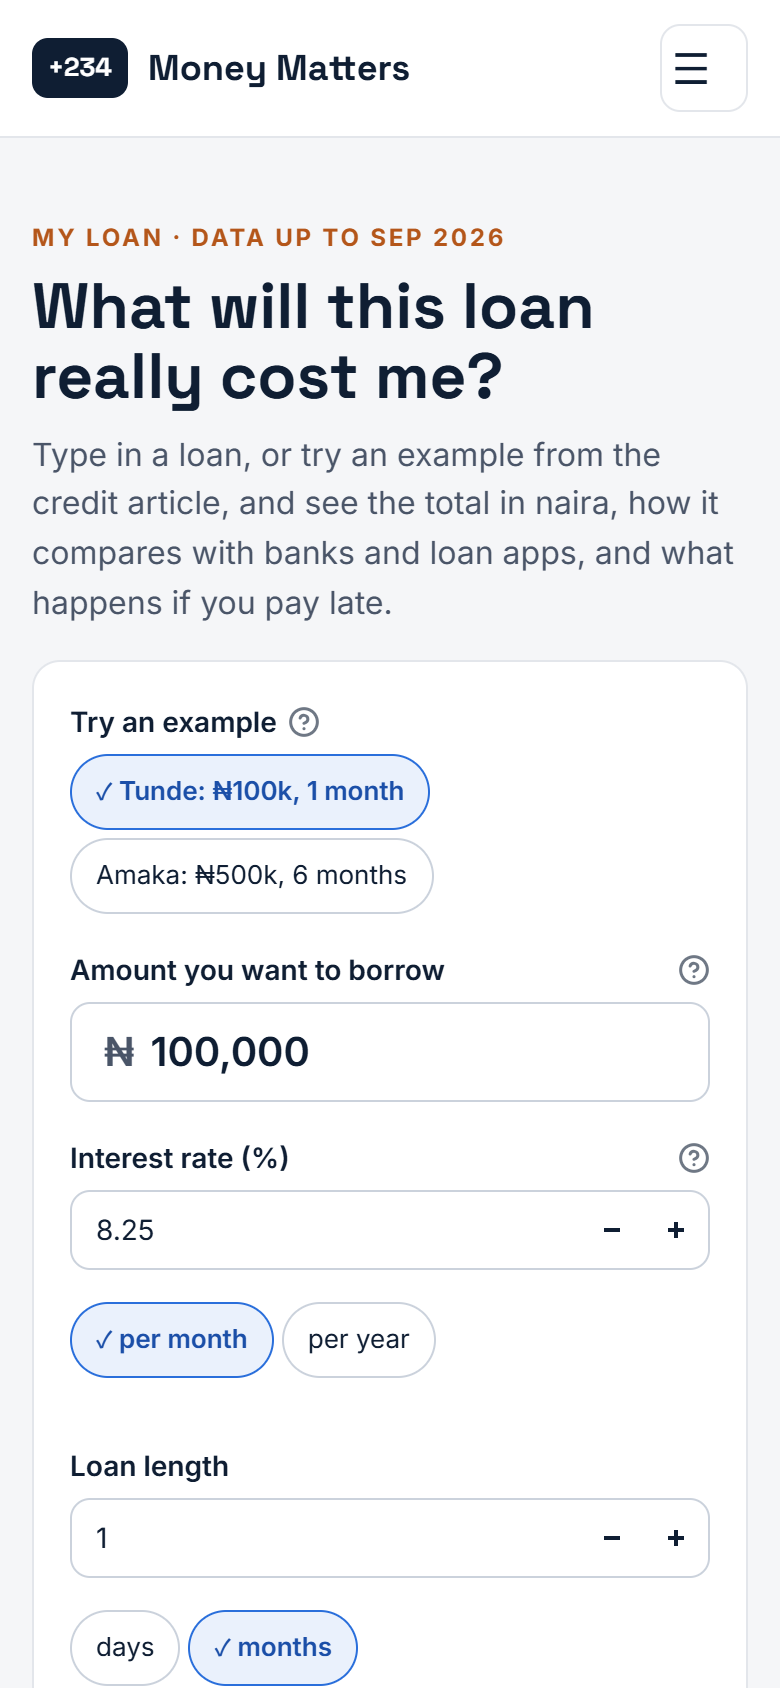 +234 Money Matters ☰
MY LOAN · DATA UP TO SEP 2026
What will this loan
really cost me?
Type in a loan, or try an example from the
credit article, and see the total in naira, how it
compares with banks and loan apps, and what
happens if you pay late.
Try an example ?
✓ Tunde: ₦100k, 1 month
Amaka: ₦500k, 6 months
Amount you want to borrow ?
₦ 100,000
Interest rate (%) ?
8.25 − +
✓ per month per year
Loan length
1 − +
days ✓ months